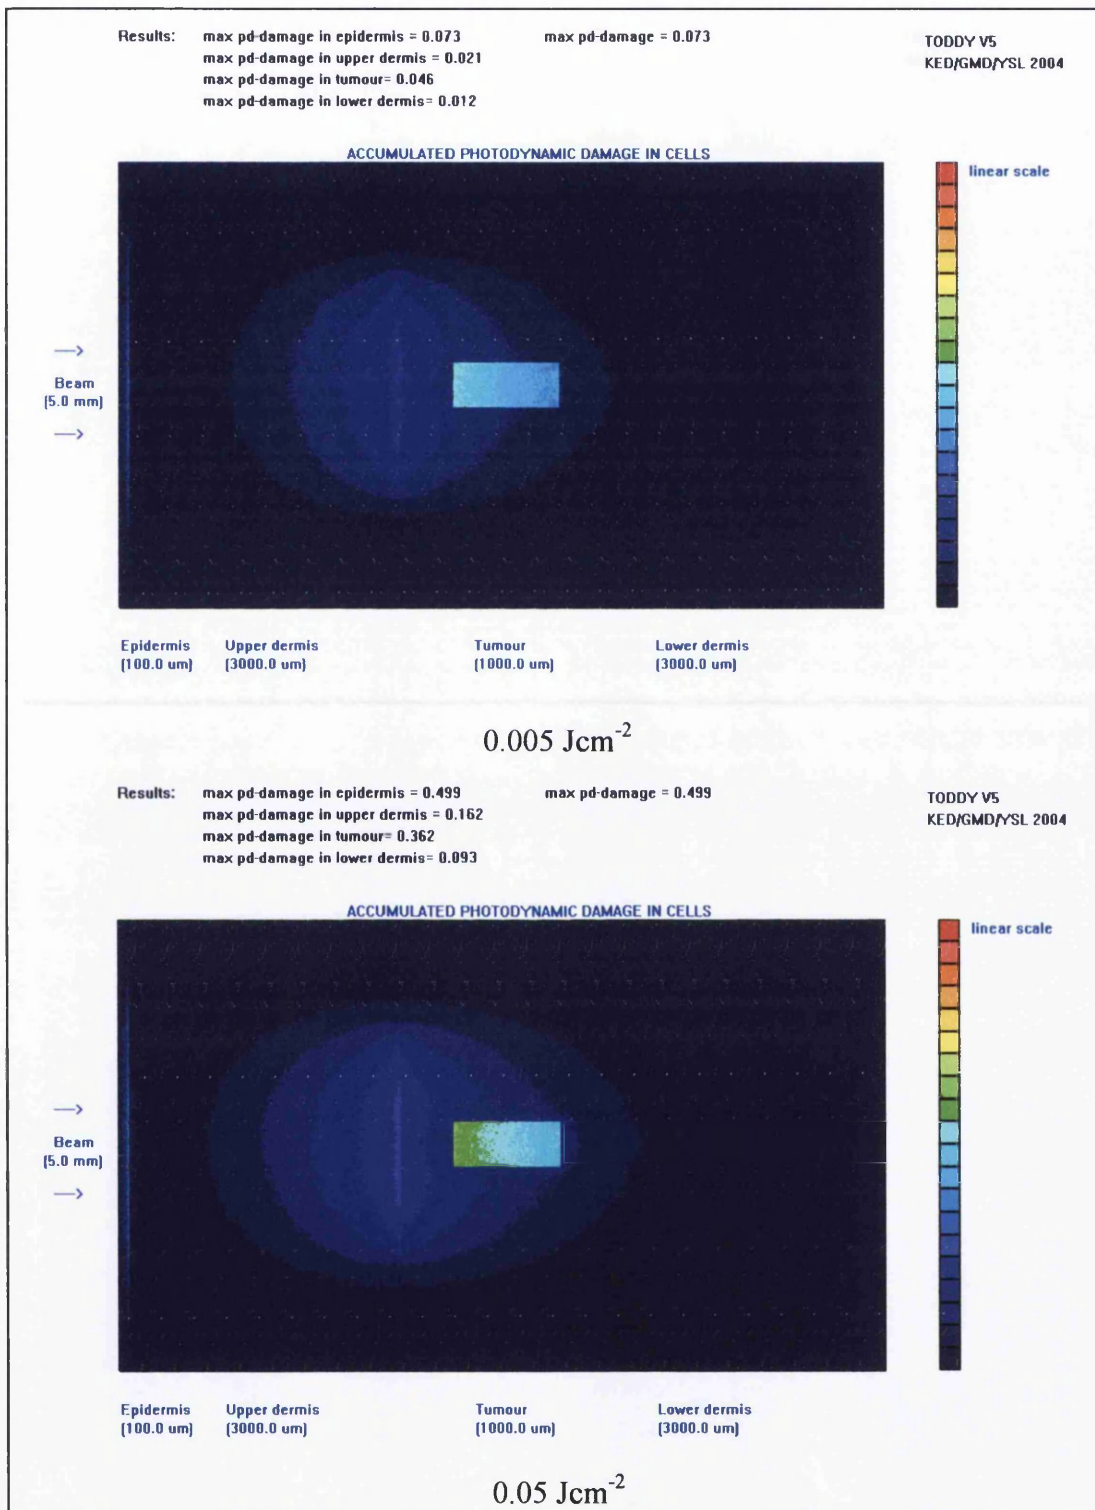 Results: max pd-damage in epidermis = 0.073 max pd-damage = 0.073
max pd-damage in upper dermis = 0.021
max pd-damage in tumour= 0.046
max pd-damage in lower dermis= 0.012
TODDY V5
KED/GMD/YSL 2004
ACCUMULATED PHOTODYNAMIC DAMAGE IN CELLS
linear scale
-->
Beam
(5.0 mm)
-->
Epidermis
(100.0 um)
Upper dermis
(3000.0 um)
Tumour
(1000.0 um)
Lower dermis
(3000.0 um)
0.005 Jcm⁻²
Results: max pd-damage in epidermis = 0.499 max pd-damage = 0.499
max pd-damage in upper dermis = 0.162
max pd-damage in tumour= 0.362
max pd-damage in lower dermis= 0.093
TODDY V5
KED/GMD/YSL 2004
ACCUMULATED PHOTODYNAMIC DAMAGE IN CELLS
linear scale
-->
Beam
(5.0 mm)
-->
Epidermis
(100.0 um)
Upper dermis
(3000.0 um)
Tumour
(1000.0 um)
Lower dermis
(3000.0 um)
0.05 Jcm⁻²